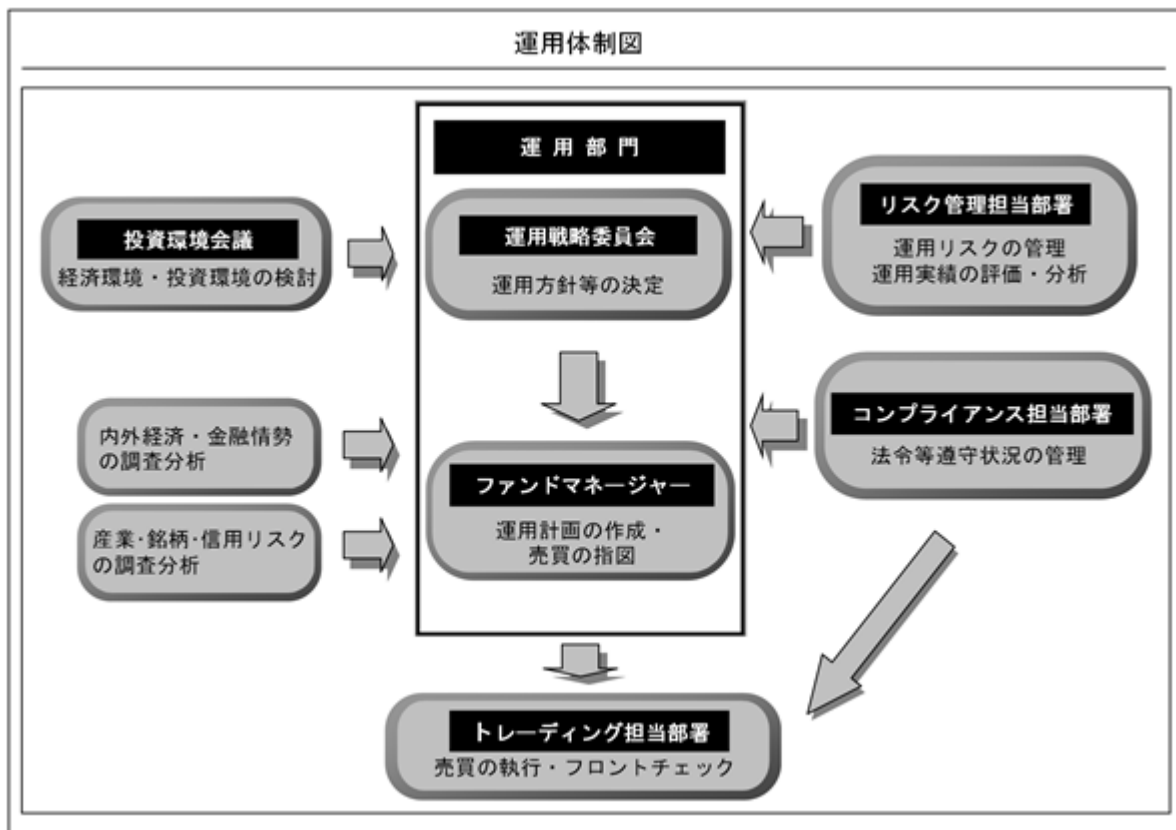 運用体制図
運用部門
投資環境会議
経済環境・投資環境の検討
運用戦略委員会
運用方針等の決定
リスク管理担当部署
運用リスクの管理
運用実績の評価・分析
内外経済・金融情勢
の調査分析
産業・銘柄・信用リスク
の調査分析
ファンドマネージャー
運用計画の作成・
売買の指図
コンプライアンス担当部署
法令等遵守状況の管理
トレーディング担当部署
売買の執行・フロントチェック